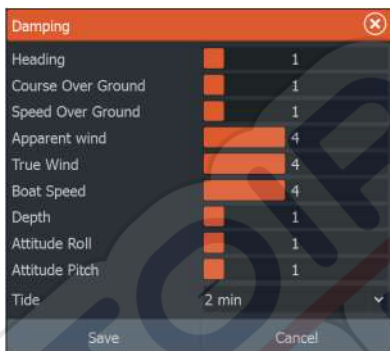 Damping
Heading 1
Course Over Ground 1
Speed Over Ground 1
Apparent wind 4
True Wind 4
Boat Speed 4
Depth 1
Attitude Roll 1
Attitude Pitch 1
Tide 2 min
Save Cancel